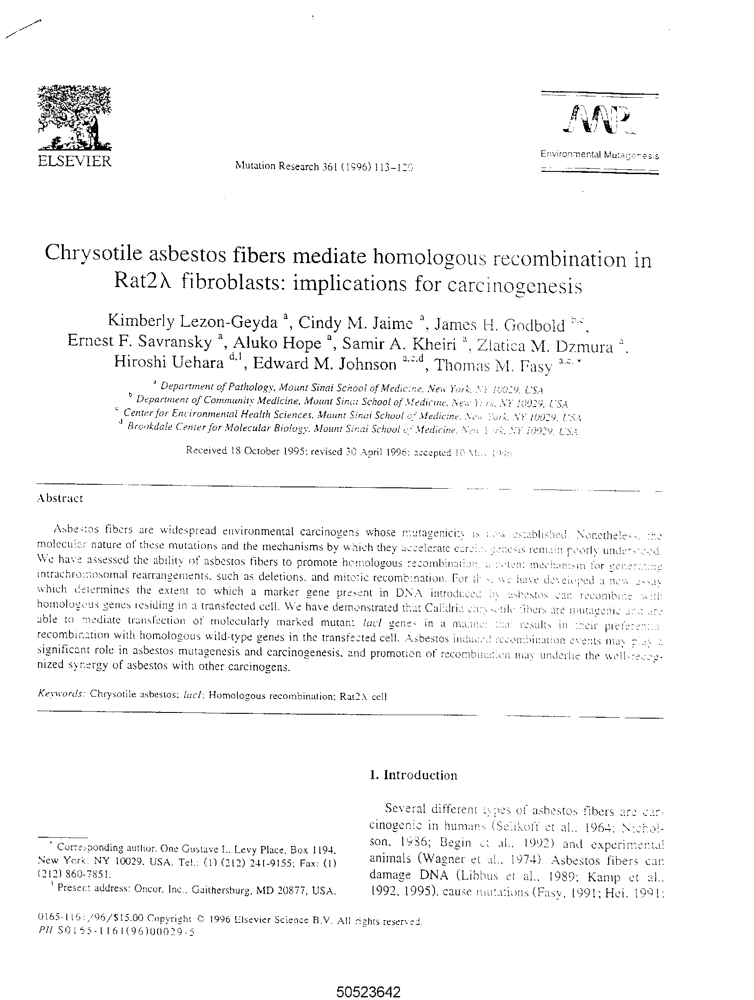 ELSEVIER
Mutation Research 361 (1996) 113–120
Environmental Mutagenesis
Chrysotile asbestos fibers mediate homologous recombination in
Rat2λ fibroblasts: implications for carcinogenesis
Kimberly Lezon-Geyda a, Cindy M. Jaime a, James H. Godbold b,c,
Ernest F. Savransky a, Aluko Hope a, Samir A. Kheiri a, Zlatica M. Dzmura a,
Hiroshi Uehara d,1, Edward M. Johnson a,c,d, Thomas M. Fasy a,c,*
a Department of Pathology, Mount Sinai School of Medicine, New York, NY 10029, USA
b Department of Community Medicine, Mount Sinai School of Medicine, New York, NY 10029, USA
c Center for Environmental Health Sciences, Mount Sinai School of Medicine, New York, NY 10029, USA
d Brookdale Center for Molecular Biology, Mount Sinai School of Medicine, New York, NY 10029, USA
Received 18 October 1995; revised 30 April 1996; accepted 10 1996
Abstract
Asbestos fibers are widespread environmental carcinogens whose mutagenicity is now established. Nonetheless, the
molecular nature of these mutations and the mechanisms by which they accelerate carcinogenesis remain poorly understood.
We have assessed the ability of asbestos fibers to promote homologous recombination, a potent mechanism for generating
intrachromosomal rearrangements, such as deletions, and mitotic recombination. For this, we have developed a new assay
which determines the extent to which a marker gene present in DNA introduced by asbestos can recombine with
homologous genes residing in a transfected cell. We have demonstrated that Calidria chrysotile fibers are mutagenic and are
able to mediate transfection of molecularly marked mutant lacI genes in a manner that results in their preferential
recombination with homologous wild-type genes in the transfected cell. Asbestos induced recombination events may play a
significant role in asbestos mutagenesis and carcinogenesis, and promotion of recombination may underlie the well-recog-
nized synergy of asbestos with other carcinogens.
Keywords: Chrysotile asbestos; lacI; Homologous recombination; Rat2λ cell
* Corresponding author. One Gustave L. Levy Place, Box 1194,
New York, NY 10029, USA. Tel.: (1) (212) 241-9155; Fax: (1)
(212) 860-7851.
1 Present address: Oncor, Inc., Gaithersburg, MD 20877, USA.
1. Introduction
Several different types of asbestos fibers are car-
cinogenic in humans (Selikoff et al., 1964; Nichol-
son, 1986; Begin et al., 1992) and experimental
animals (Wagner et al., 1974). Asbestos fibers can
damage DNA (Libbus et al., 1989; Kamp et al.,
1992, 1995), cause mutations (Fasy, 1991; Hei, 1991;
0165-1161/96/$15.00 Copyright © 1996 Elsevier Science B.V. All rights reserved.
PII S0165-1161(96)00029-5
50523642